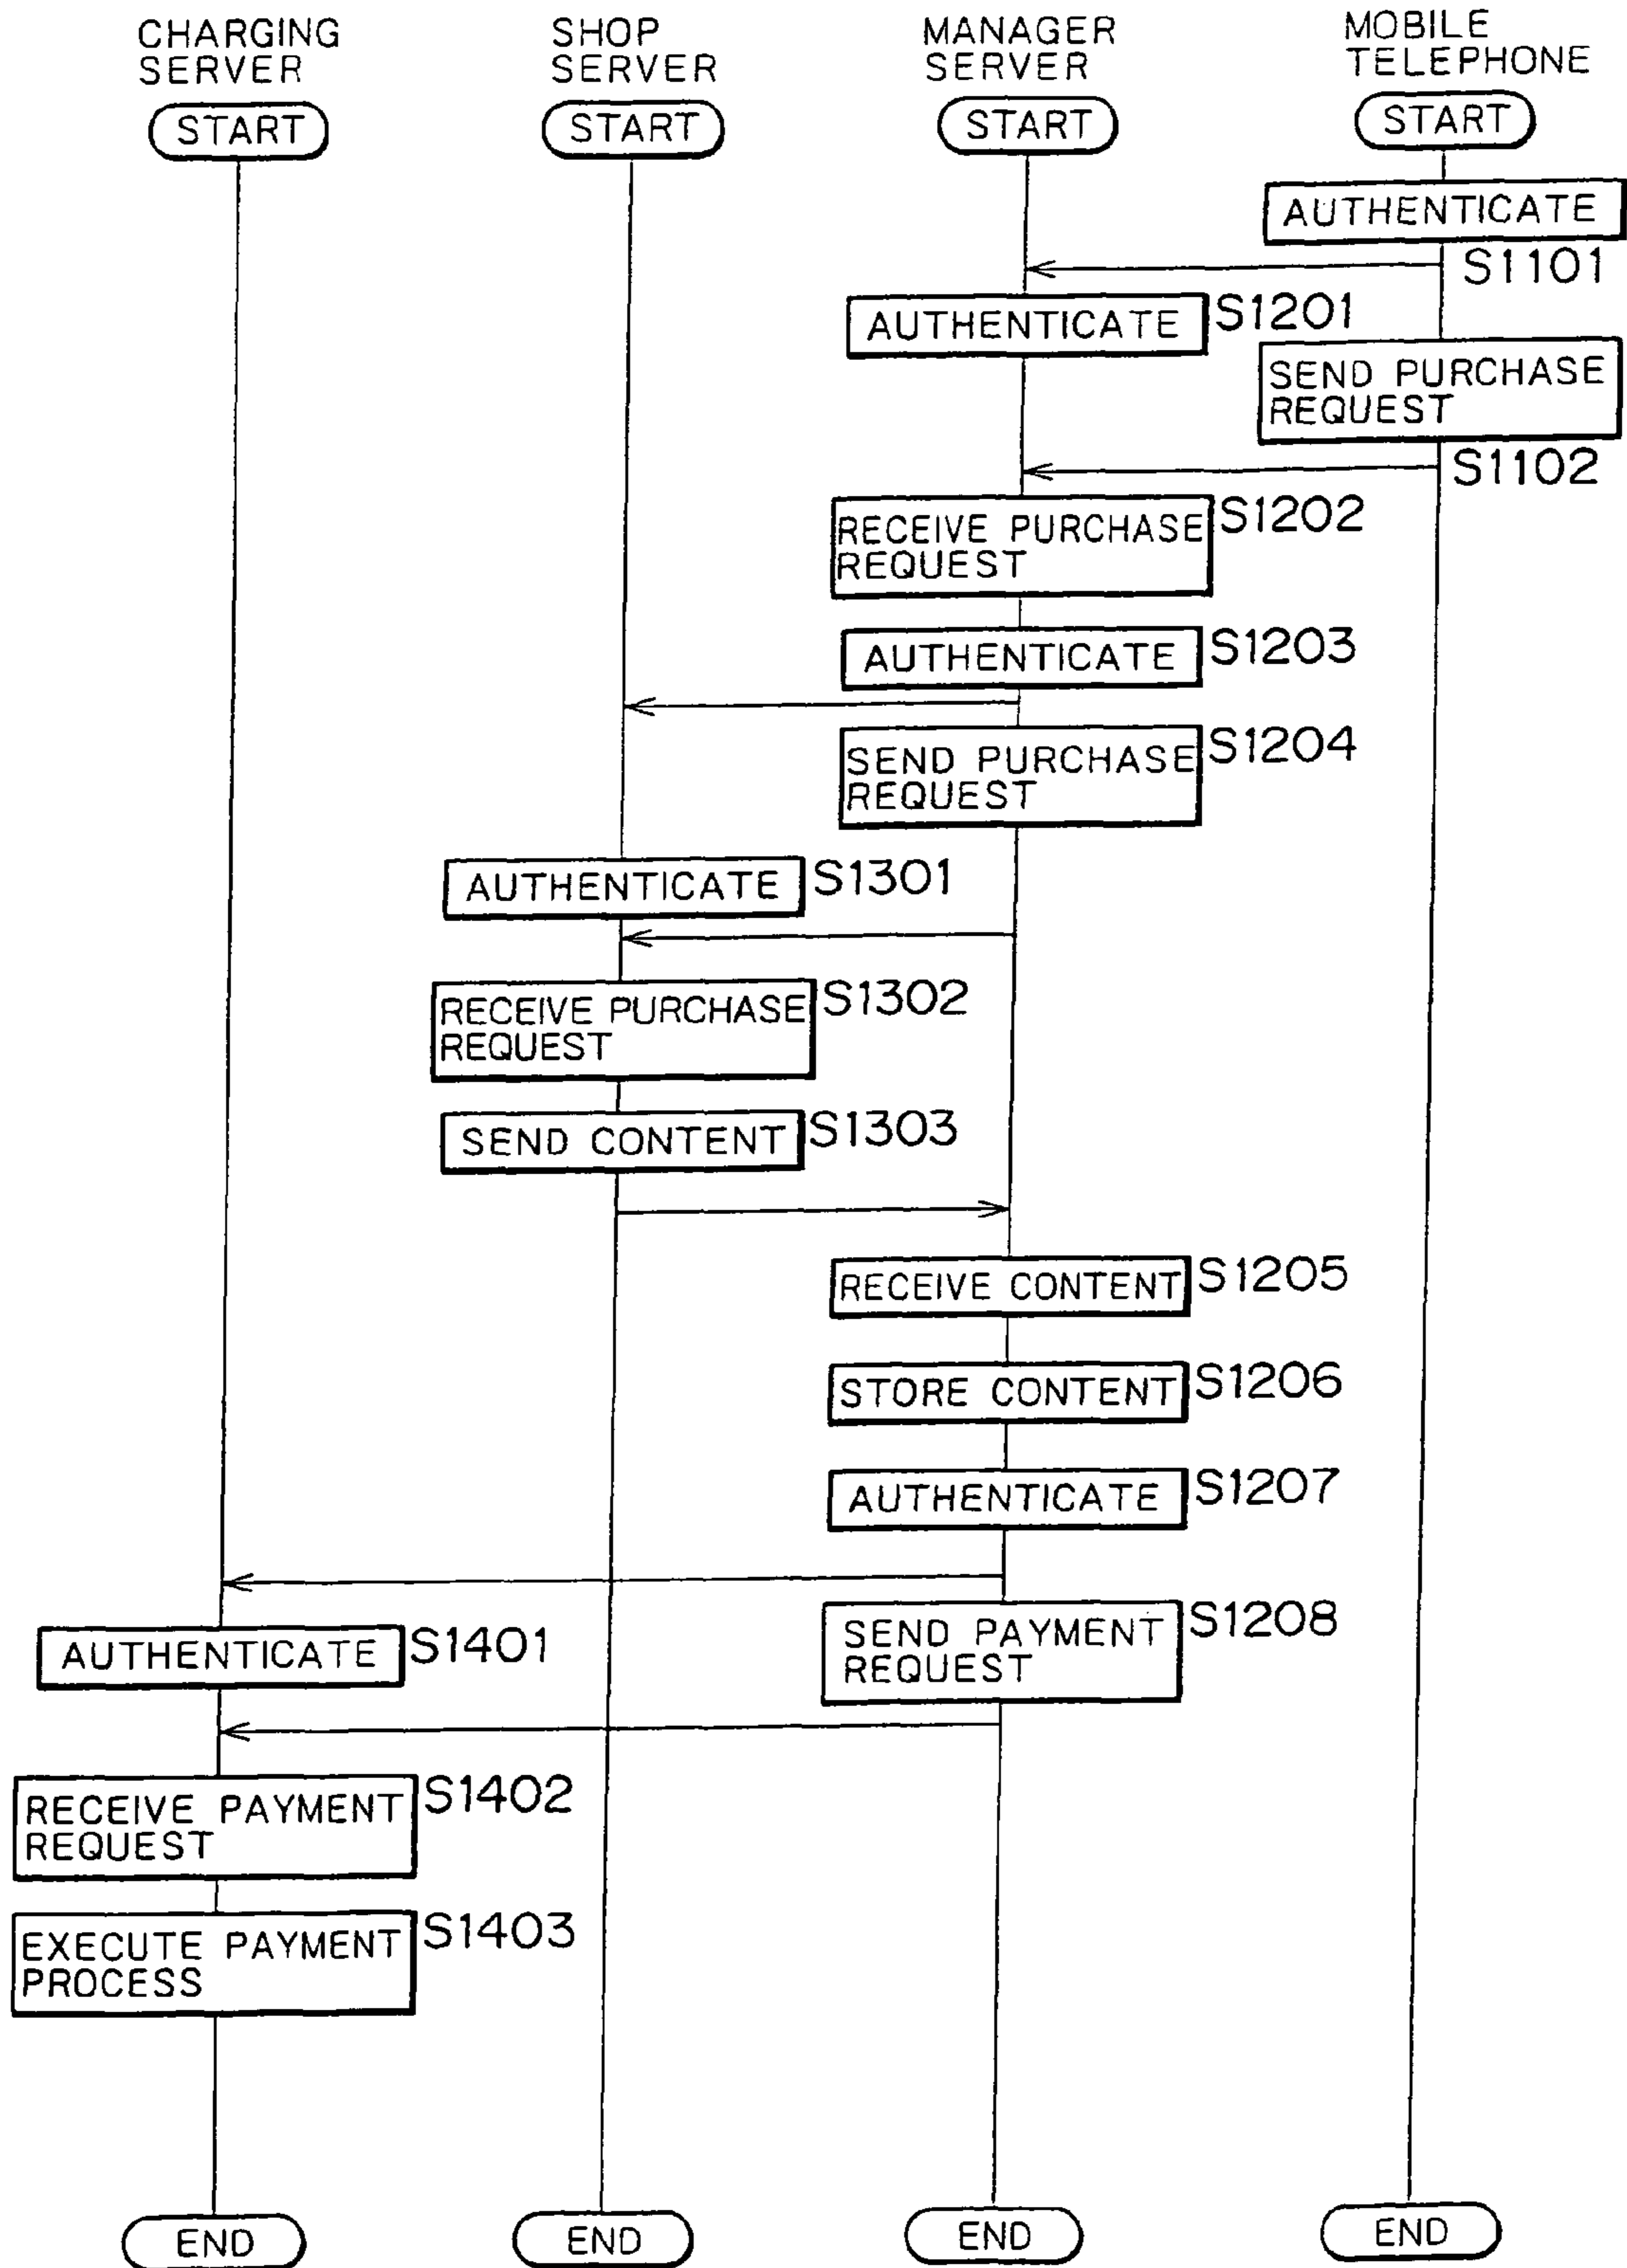 CHARGING
SERVER
SHOP
SERVER
MANAGER
SERVER
MOBILE
TELEPHONE
START
START
START
START
AUTHENTICATE
S1101
AUTHENTICATE
S1201
SEND PURCHASE
REQUEST
S1102
RECEIVE PURCHASE
REQUEST
S1202
AUTHENTICATE
S1203
SEND PURCHASE
REQUEST
S1204
AUTHENTICATE
S1301
RECEIVE PURCHASE
REQUEST
S1302
SEND CONTENT
S1303
RECEIVE CONTENT
S1205
STORE CONTENT
S1206
AUTHENTICATE
S1207
SEND PAYMENT
REQUEST
S1208
AUTHENTICATE
S1401
RECEIVE PAYMENT
REQUEST
S1402
EXECUTE PAYMENT
PROCESS
S1403
END
END
END
END